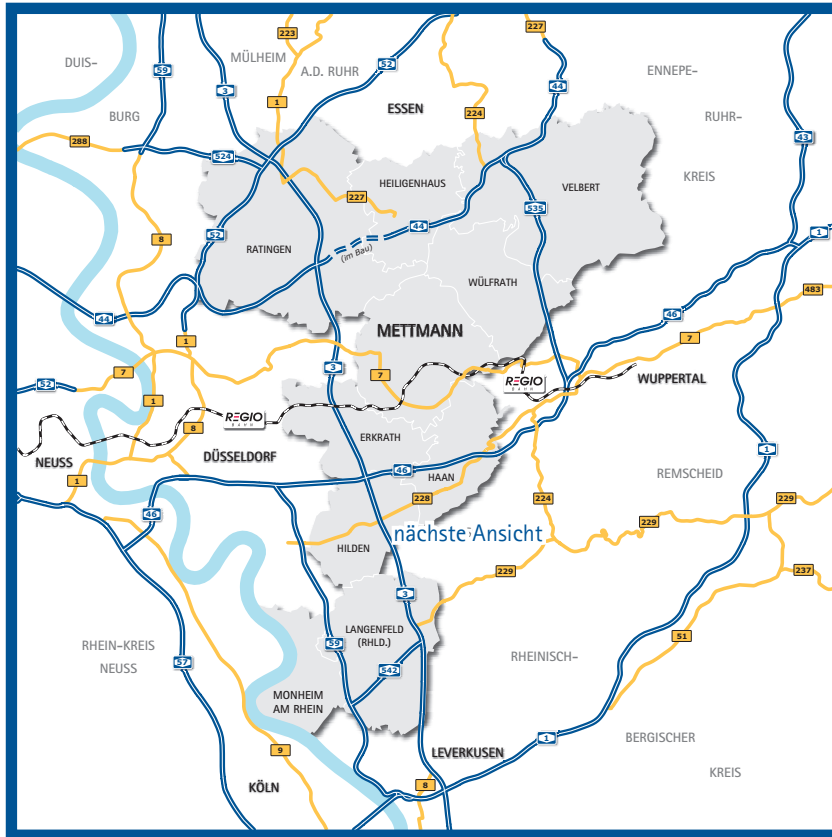 223
227
DUIS-
MÜLHEIM
59
52
A.D. RUHR
ENNEPE-
3
44
1
ESSEN
BURG
224
RUHR-
43
288
524
HEILIGENHAUS
KREIS
227
VELBERT
535
52
44
1
8
RATINGEN
(im Bau)
WÜLFRATH
483
44
METTMANN
46
1
7
3
7
7
52
REGIO
BAHN
WUPPERTAL
1
REGIO
BAHN
8
ERKRATH
NEUSS
DÜSSELDORF
1
46
HAAN
REMSCHEID
1
228
224
229
46
229
nächste Ansicht
HILDEN
229
237
3
LANGENFELD
(RHLD.)
RHEIN-KREIS
NEUSS
59
51
57
542
RHEINISCH-
MONHEIM
AM RHEIN
1
BERGISCHER
9
LEVERKUSEN
KREIS
KÖLN
8